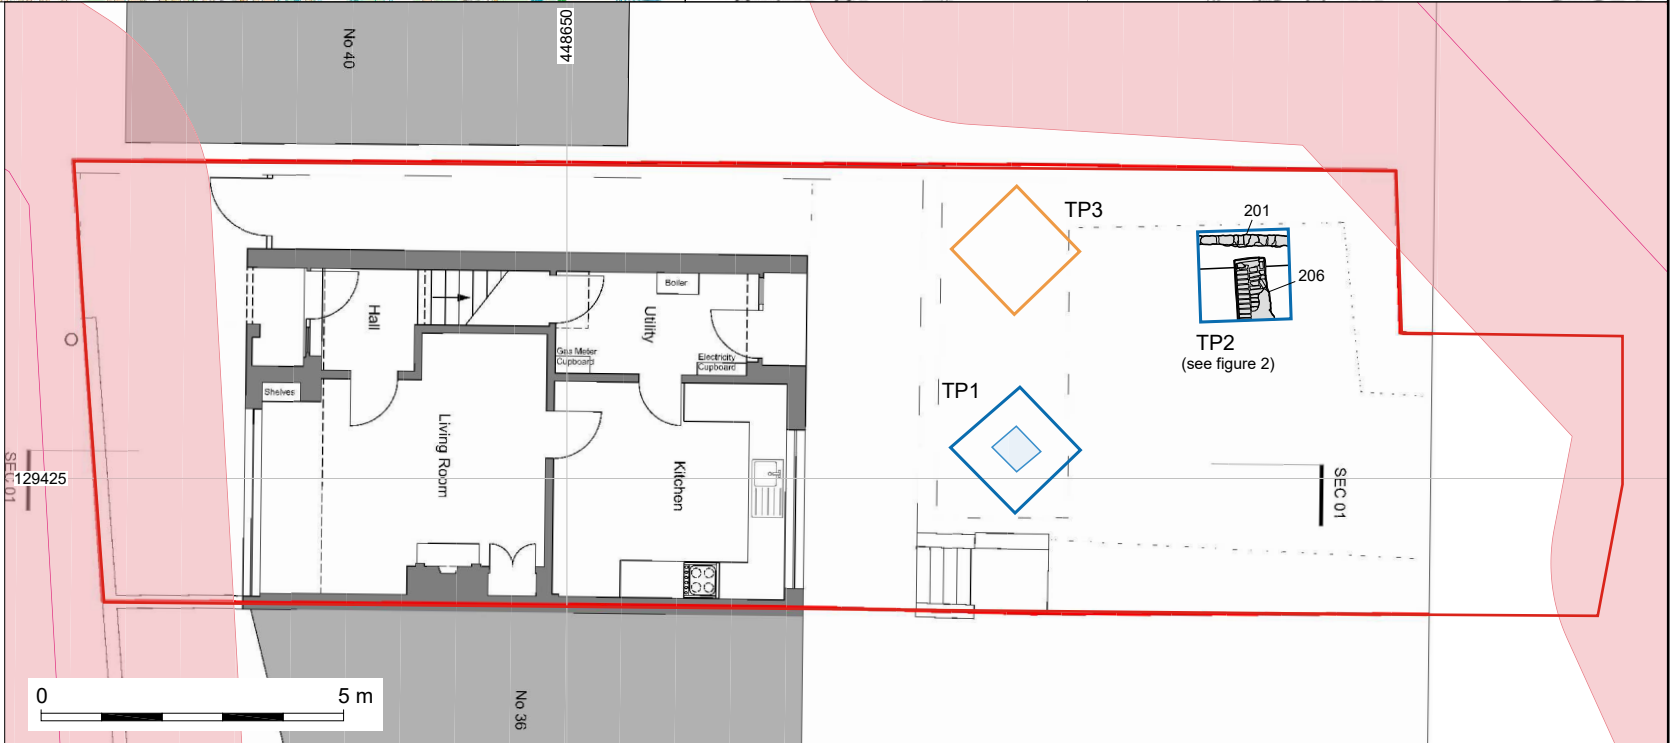 No 40
448650
TP3
201
206
TP2
(see figure 2)
TP1
Hall
Boiler
Utility
Gas Meter
Cupboard
Electricity
Cupboard
Shelves
Living Room
Kitchen
SEC 01
129425
SEC 01
0 5 m
No 36